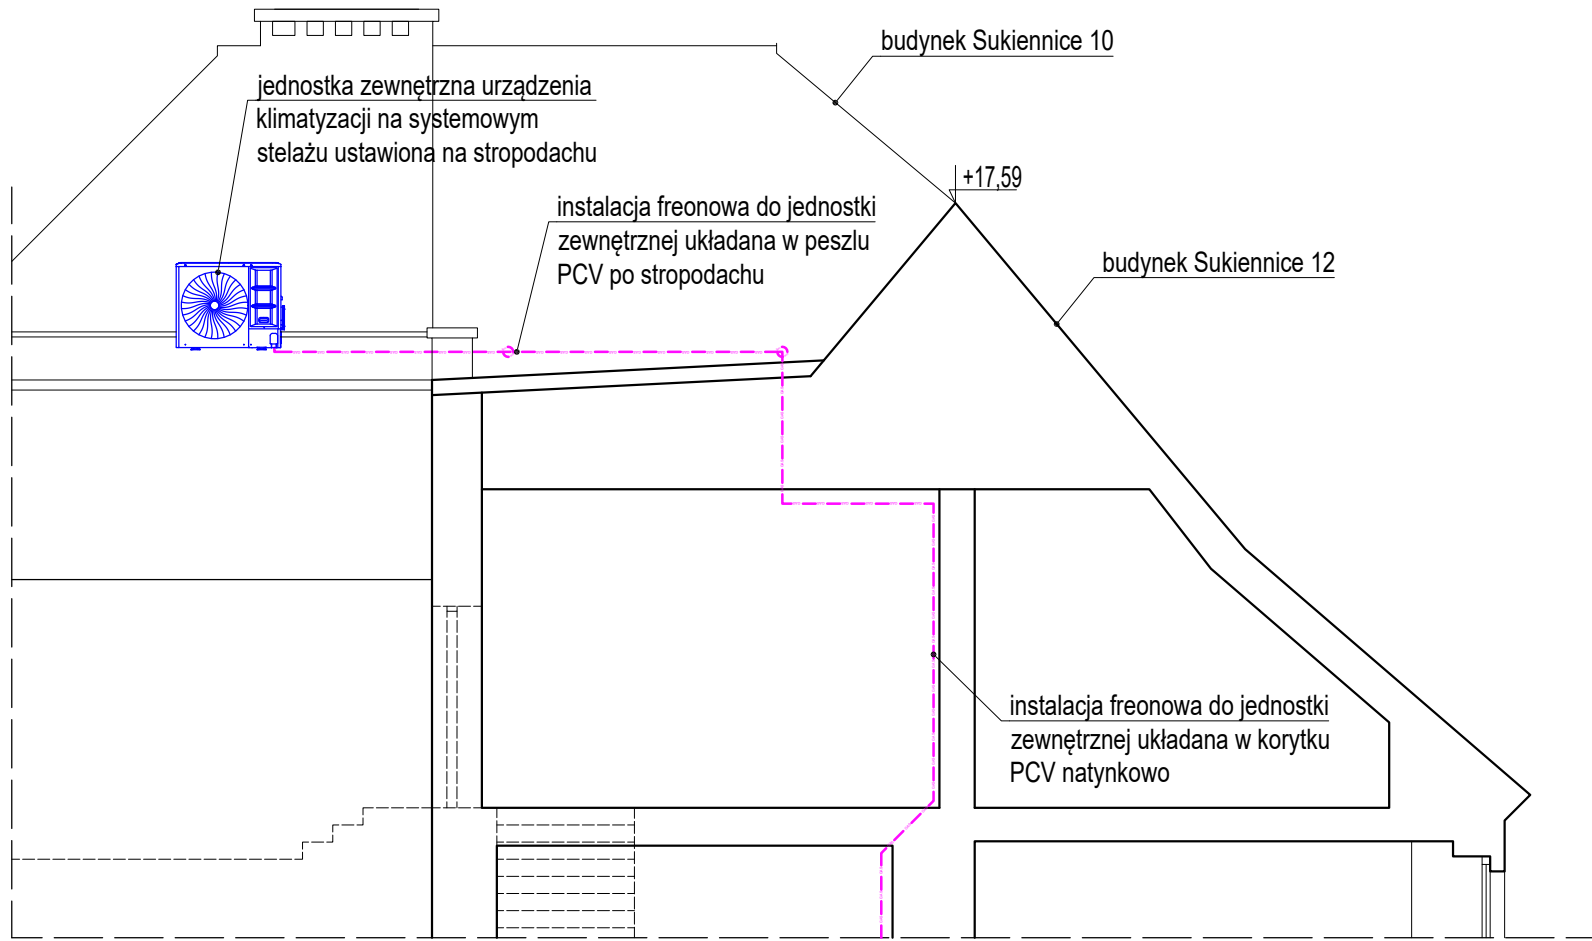 budynek Sukiennice 10
jednostka zewnętrzna urządzenia
klimatyzacji na systemowym
stelażu ustawiona na stropodachu
+17,59
instalacja freonowa do jednostki
zewnętrznej układana w peszlu
PCV po stropodachu
budynek Sukiennice 12
instalacja freonowa do jednostki
zewnętrznej układana w korytku
PCV natynkowo